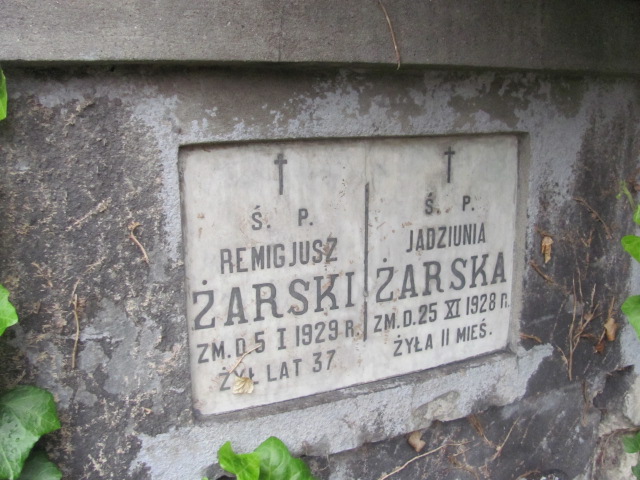 Ś. P.
REMIGJUSZ
ŻARSKI
ZM. D. 5 I 1929 R.
ŻYŁ LAT 37
Ś. P.
JADZIUNIA
ŻARSKA
ZM. D. 25 XI 1928 R.
ŻYŁA 11 MIEŚ.